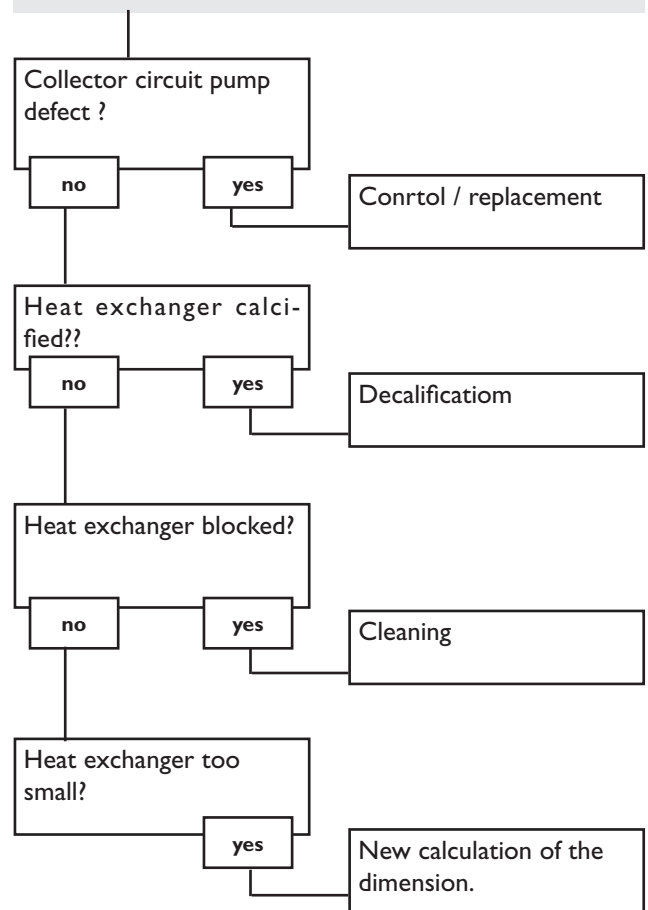 Collector circuit pump
defect ?
no
yes
Conrtol / replacement
Heat exchanger calci-
fied??
no
yes
Decalificatiom
Heat exchanger blocked?
no
yes
Cleaning
Heat exchanger too
small?
yes
New calculation of the
dimension.